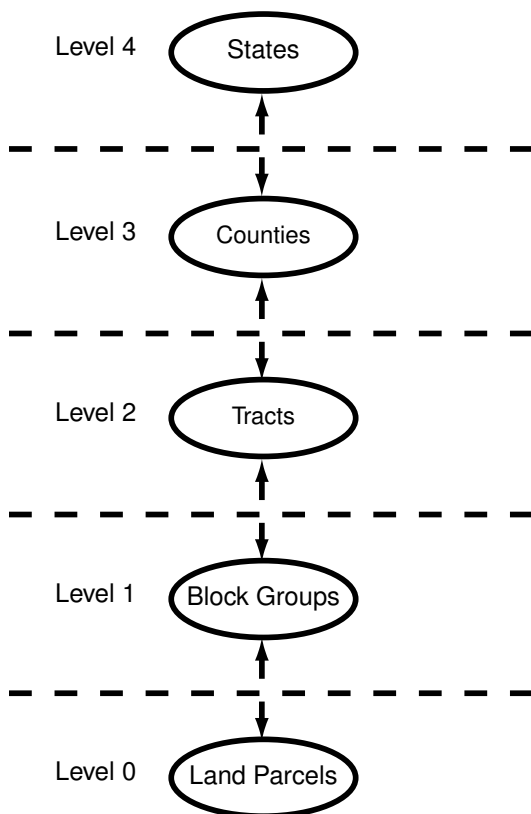 Level 4 States
Level 3 Counties
Level 2 Tracts
Level 1 Block Groups
Level 0 Land Parcels